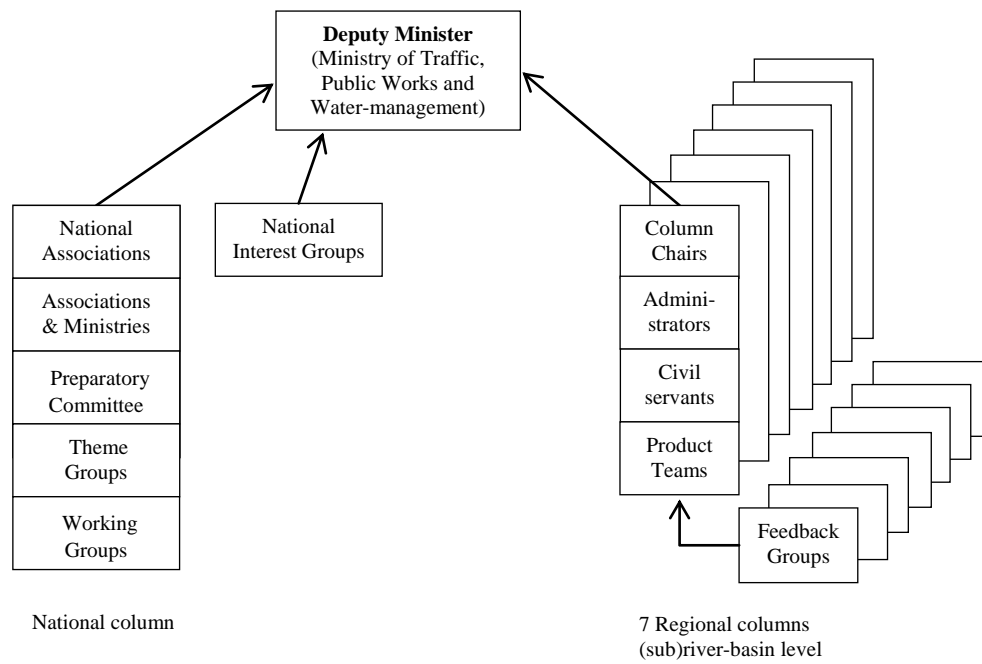 Deputy Minister
(Ministry of Traffic,
Public Works and
Water-management)
National
Associations
Associations
& Ministries
Preparatory
Committee
Theme
Groups
Working
Groups
National column
National
Interest Groups
Column
Chairs
Admini-
strators
Civil
servants
Product
Teams
Feedback
Groups
7 Regional columns
(sub)river-basin level